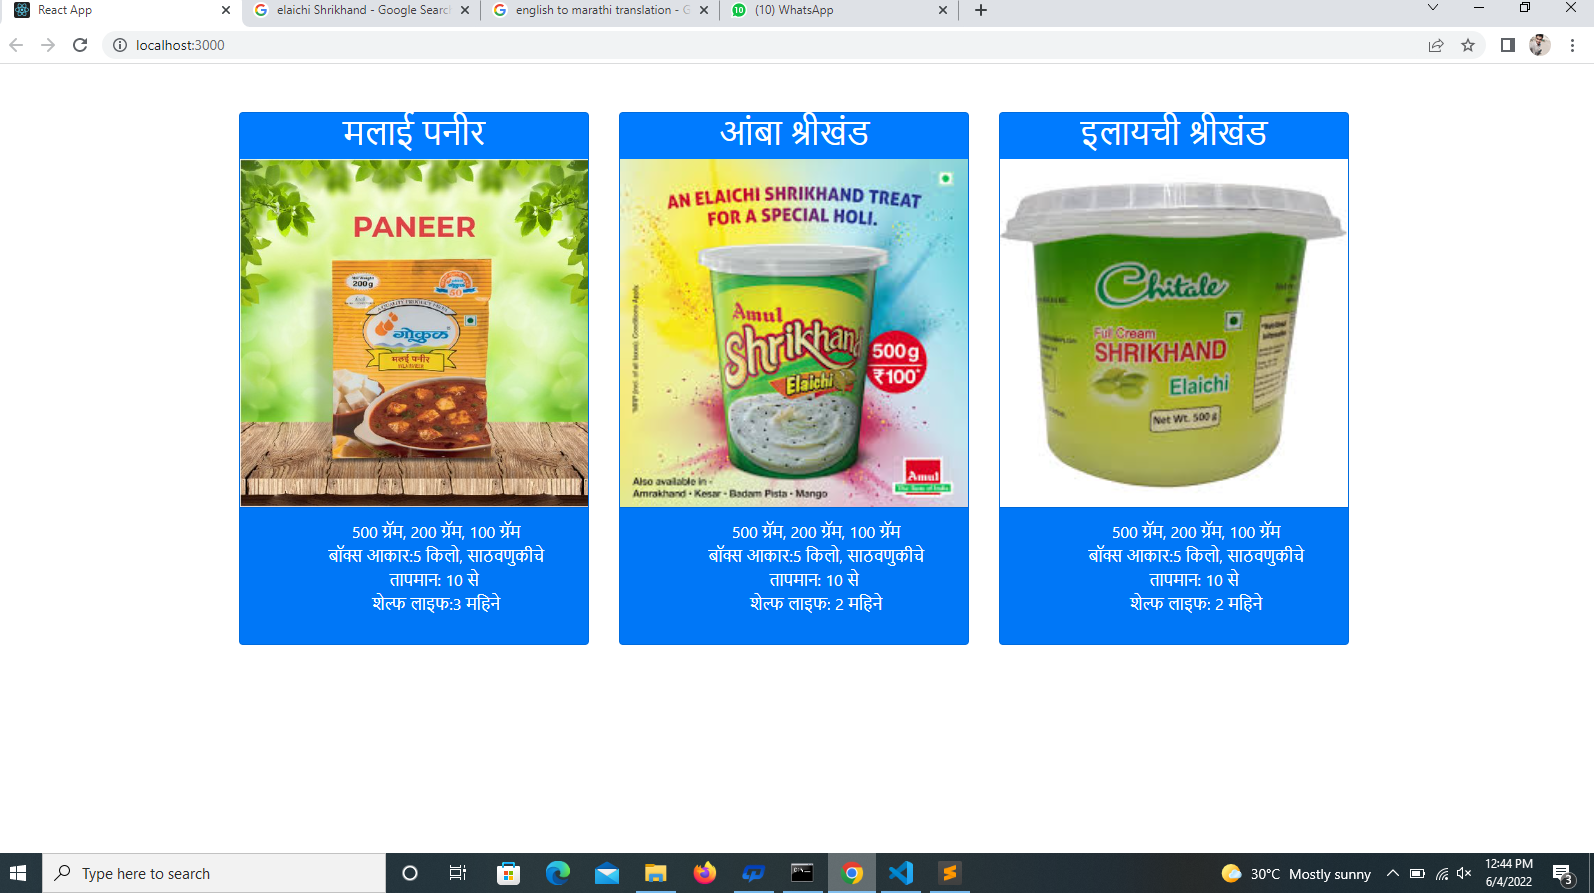 React App
elaichi Shrikhand - Google Search
english to marathi translation - G
(10) WhatsApp
localhost:3000
मलाई पनीर
PANEER
Net Weight
200g
गोकुळ
मलई पनीर
500 ग्रॅम, 200 ग्रॅम, 100 ग्रॅम
बॉक्स आकार:5 किलो, साठवणुकीचे
तापमान: 10 से
शेल्फ लाइफ:3 महिने
आंबा श्रीखंड
AN ELAICHI SHRIKHAND TREAT
FOR A SPECIAL HOLI.
Amul
Shrikhand
Elaichi
500g
₹100*
Also available in -
Amrakhand • Kesar • Badam Pista • Mango
Amul
The Taste of India
500 ग्रॅम, 200 ग्रॅम, 100 ग्रॅम
बॉक्स आकार:5 किलो, साठवणुकीचे
तापमान: 10 से
शेल्फ लाइफ: 2 महिने
इलायची श्रीखंड
Chitale
Full Cream
SHRIKHAND
Elaichi
Net Wt. 500 g
500 ग्रॅम, 200 ग्रॅम, 100 ग्रॅम
बॉक्स आकार:5 किलो, साठवणुकीचे
तापमान: 10 से
शेल्फ लाइफ: 2 महिने
Type here to search
30°C Mostly sunny
12:44 PM
6/4/2022
3